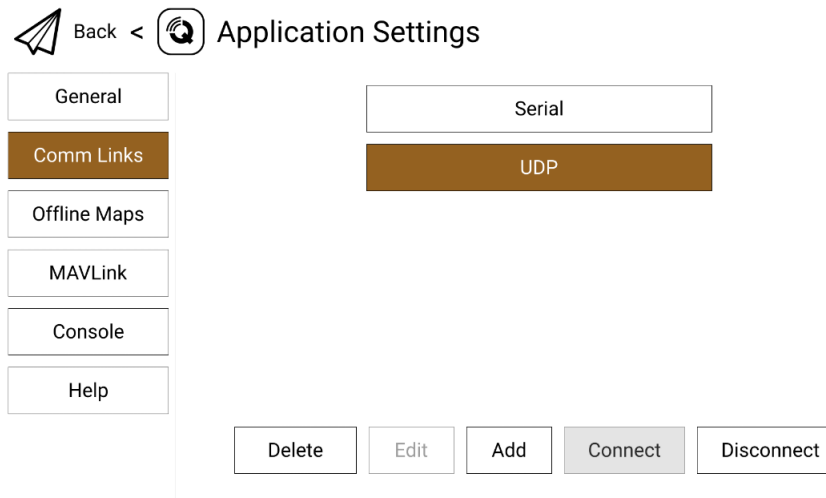 Back < Application Settings
General
Comm Links
Offline Maps
MAVLink
Console
Help
Serial
UDP
Delete Edit Add Connect Disconnect